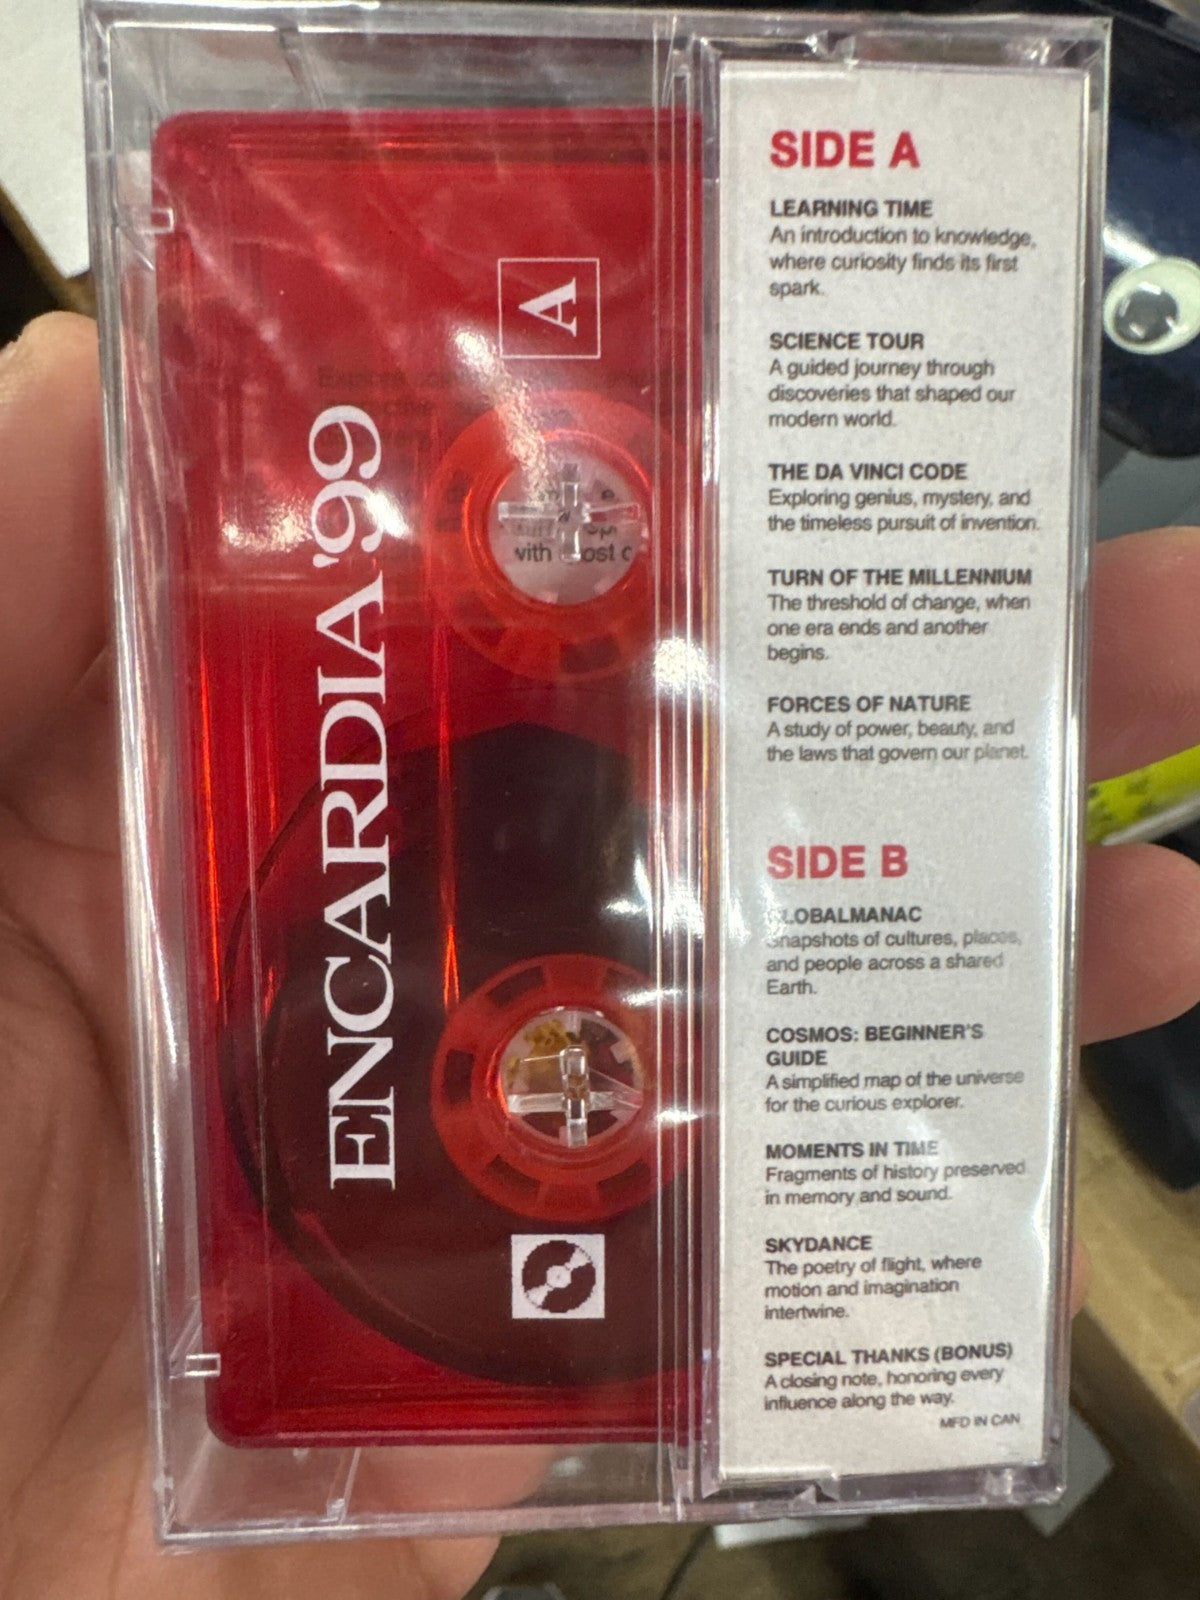 ENCARDIA '99
A
with
SIDE A
LEARNING TIME
An introduction to knowledge,
where curiosity finds its first
spark.
SCIENCE TOUR
A guided journey through
discoveries that shaped our
modern world.
THE DA VINCI CODE
Exploring genius, mystery, and
the timeless pursuit of invention.
TURN OF THE MILLENNIUM
The threshold of change, when
one era ends and another
begins.
FORCES OF NATURE
A study of power, beauty, and
the laws that govern our planet.
SIDE B
GLOBALMANAC
Snapshots of cultures, places,
and people across a shared
Earth.
COSMOS: BEGINNER'S
GUIDE
A simplified map of the universe
for the curious explorer.
MOMENTS IN TIME
Fragments of history preserved
in memory and sound.
SKYDANCE
The poetry of flight, where
motion and imagination
intertwine.
SPECIAL THANKS (BONUS)
A closing note, honoring every
influence along the way.
MFD IN CAN